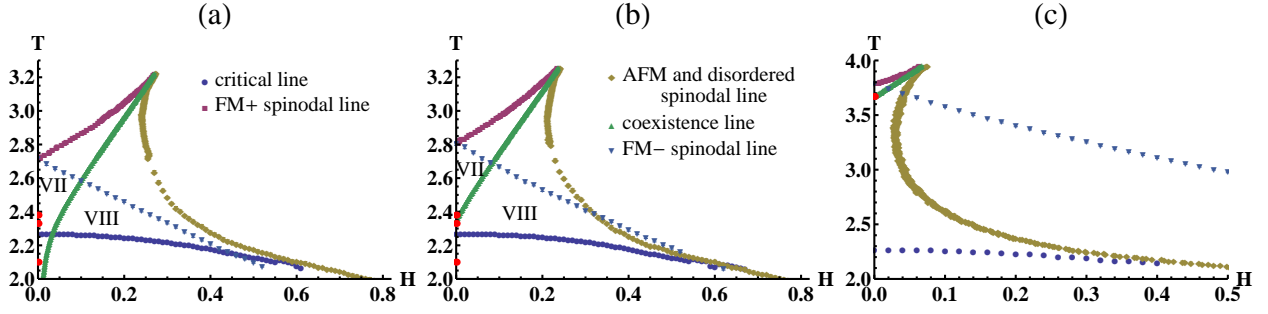 (a)
T
3.2
3.0
2.8
2.6
2.4
2.2
2.0
0.0 0.2 0.4 0.6 0.8 H
critical line
FM+ spinodal line
VII
VIII
(b)
T
3.2
3.0
2.8
2.6
2.4
2.2
2.0
0.0 0.2 0.4 0.6 0.8 H
AFM and disordered
spinodal line
coexistence line
FM− spinodal line
VII
VIII
(c)
T
4.0
3.5
3.0
2.5
2.0
0.0 0.1 0.2 0.3 0.4 0.5 H